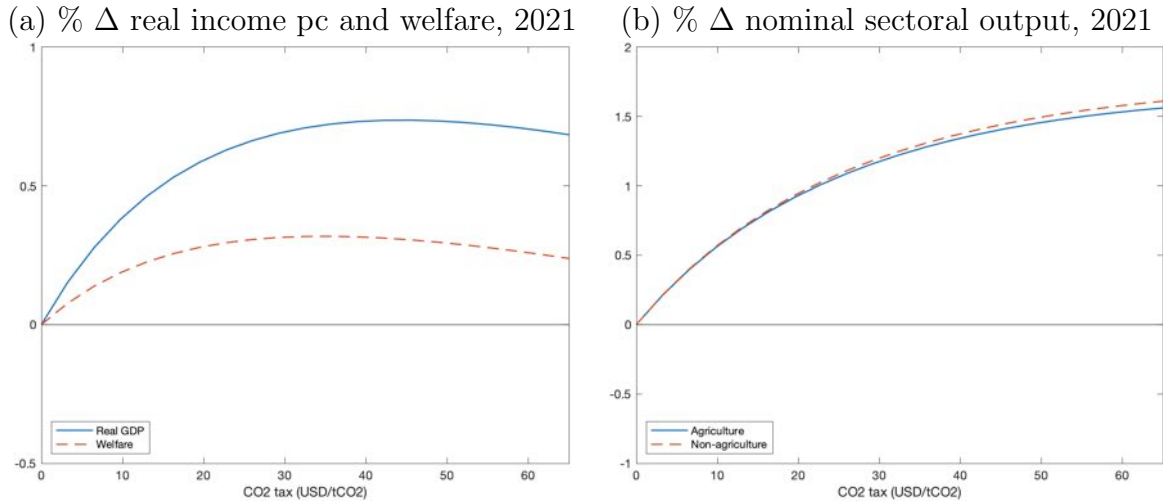 (a) % Δ real income pc and welfare, 2021
1
0.5
0
-0.5
Real GDP
Welfare
0 10 20 30 40 50 60
CO2 tax (USD/tCO2)
(b) % Δ nominal sectoral output, 2021
2
1.5
1
0.5
0
-0.5
-1
Agriculture
Non-agriculture
0 10 20 30 40 50 60
CO2 tax (USD/tCO2)